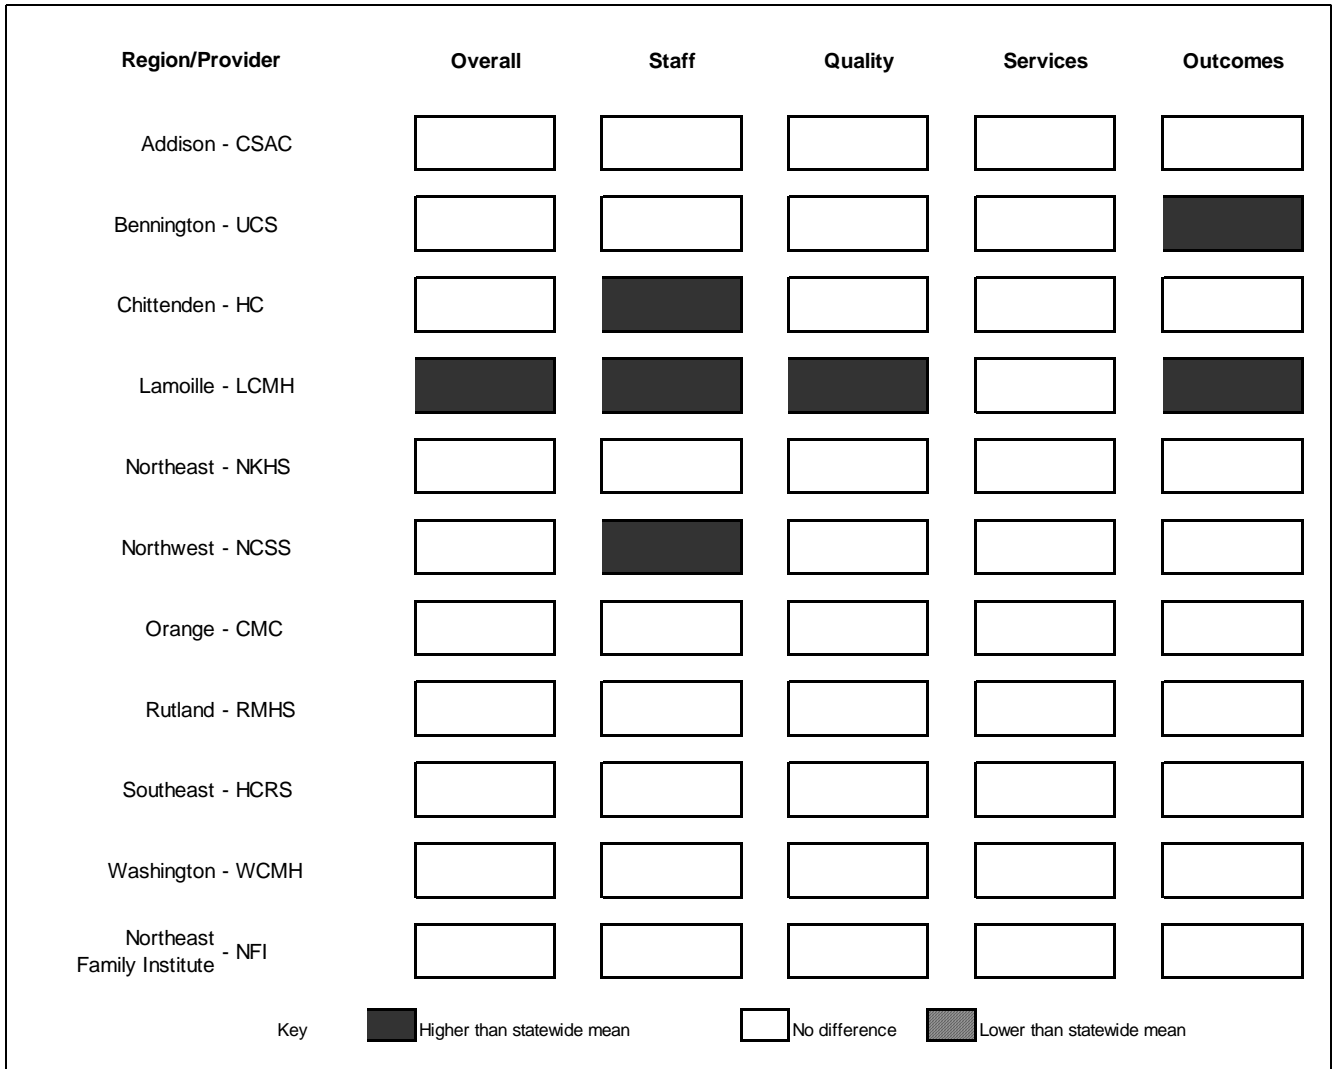 Region/Provider Overall Staff Quality Services Outcomes
Addison - CSAC
Bennington - UCS
Chittenden - HC
Lamoille - LCMH
Northeast - NKHS
Northwest - NCSS
Orange - CMC
Rutland - RMHS
Southeast - HCRS
Washington - WCMH
Northeast
Family Institute - NFI
Key Higher than statewide mean No difference Lower than statewide mean